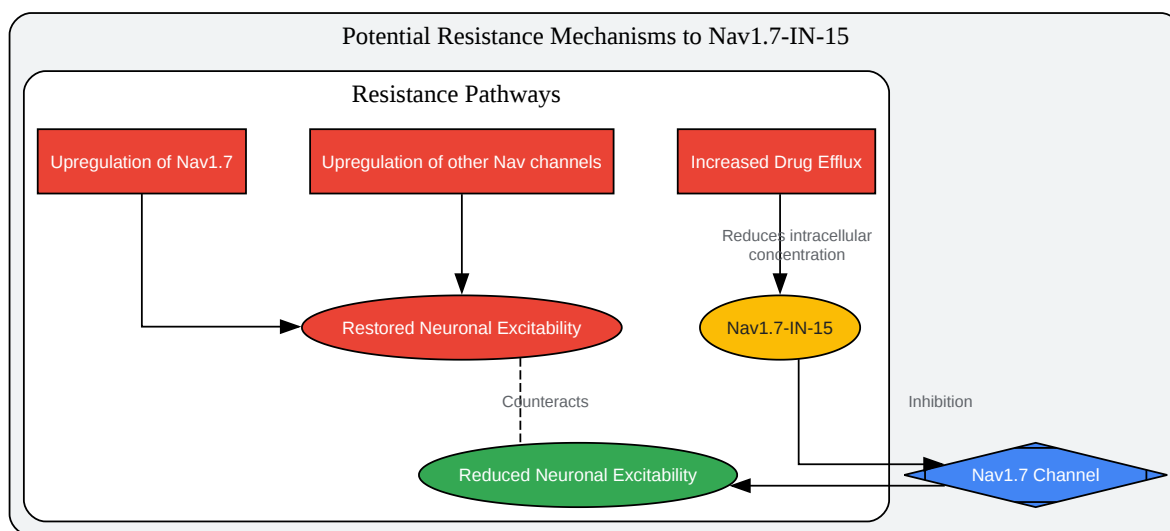 Potential Resistance Mechanisms to Nav1.7-IN-15
Resistance Pathways
Upregulation of Nav1.7
Upregulation of other Nav channels
Increased Drug Efflux
Reduces intracellular
concentration
Restored Neuronal Excitability
Nav1.7-IN-15
Counteracts
Inhibition
Reduced Neuronal Excitability
Nav1.7 Channel